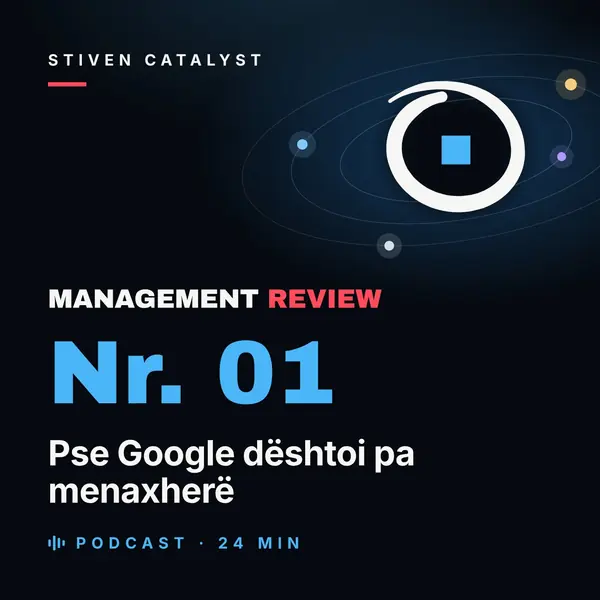 STIVEN CATALYST
MANAGEMENT REVIEW
Nr. 01
Pse Google dështoi pa
menaxherë
PODCAST · 24 MIN